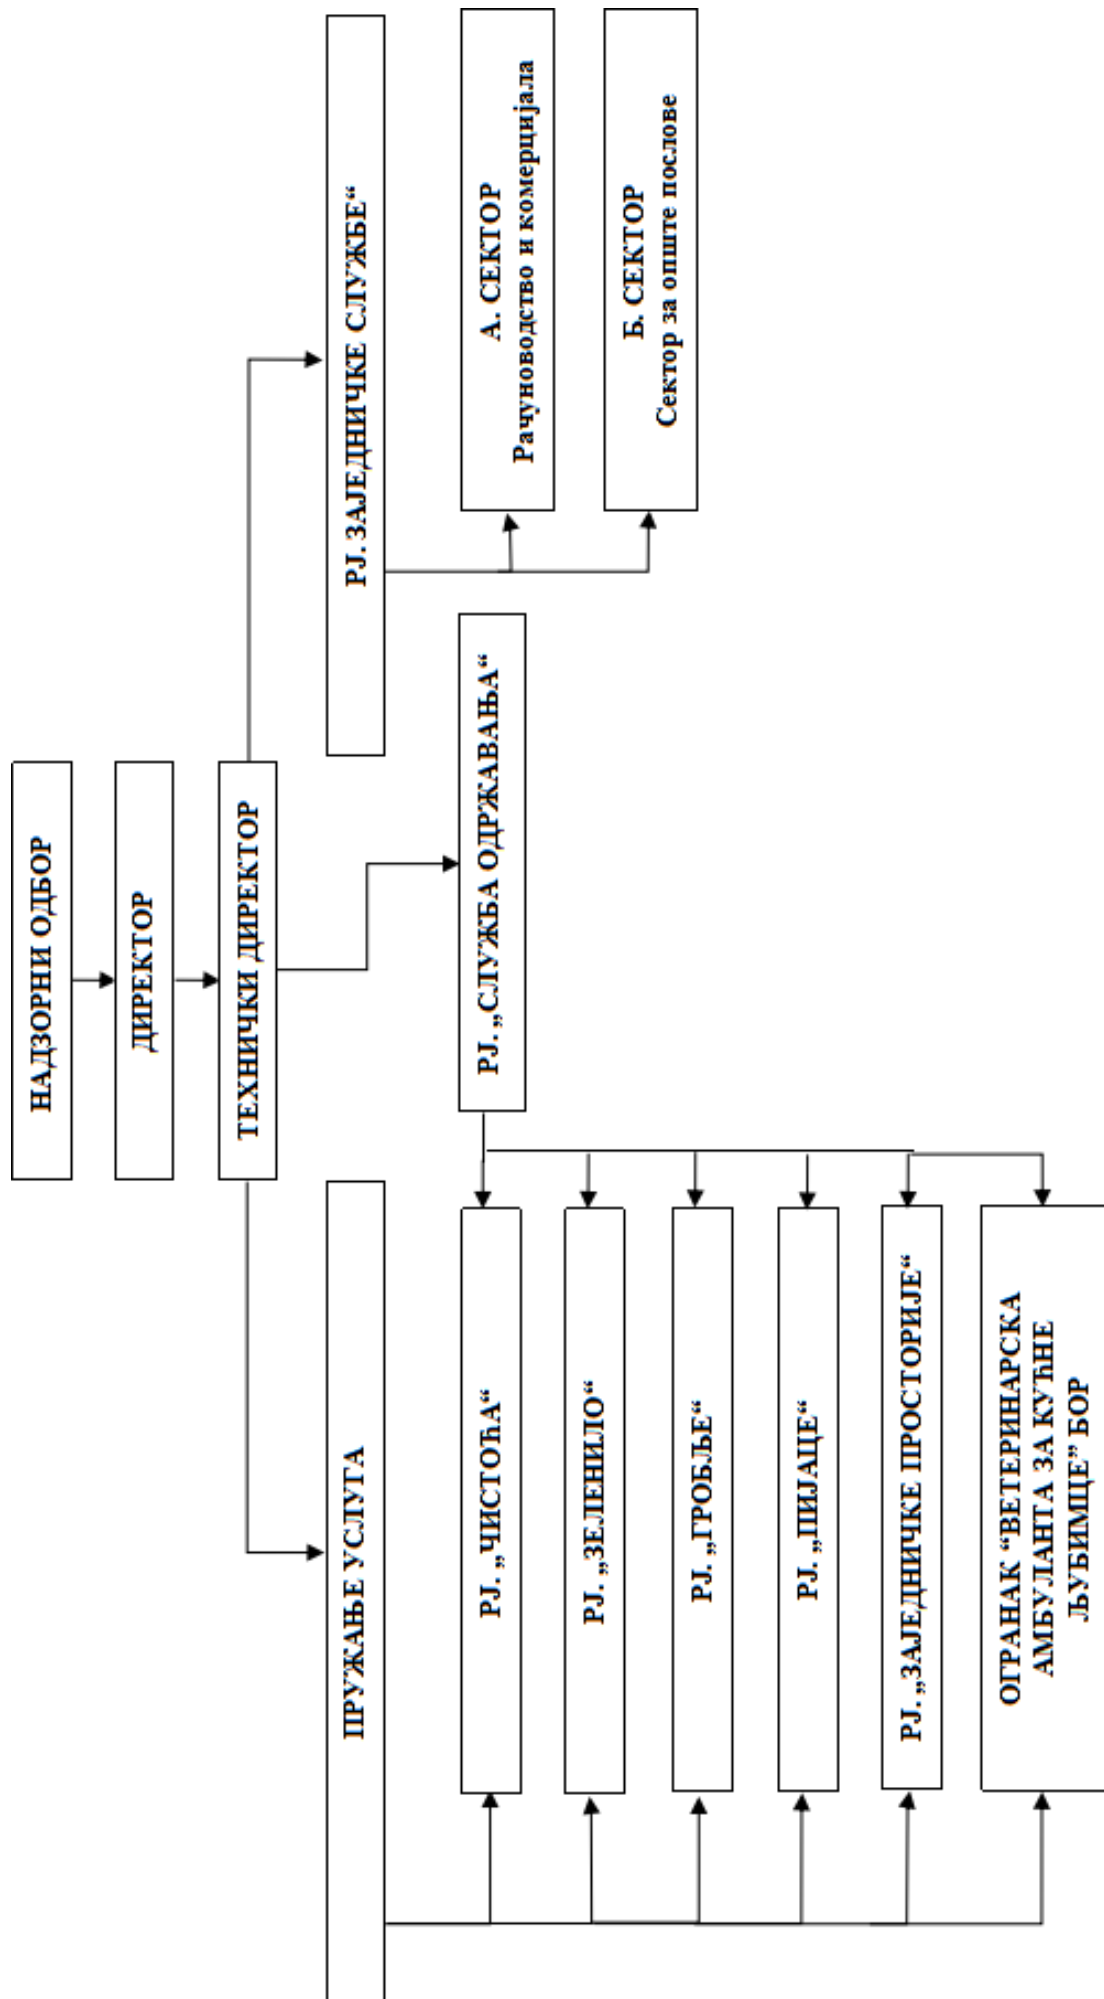 НАДЗОРНИ ОДБОР
ДИРЕКТОР
ТЕХНИЧКИ ДИРЕКТОР
ПРУЖАЊЕ УСЛУГА
РЈ. ЗАЈЕДНИЧКЕ СЛУЖБЕ“
РЈ. „ЧИСТОЋА“
РЈ. „СЛУЖБА ОДРЖАВАЊА“
А. СЕКТОР
Рачуноводство и комерцијала
РЈ. „ЗЕЛЕНИЛО“
Б. СЕКТОР
Сектор за опште послове
РЈ. „ГРОБЉЕ“
РЈ. „ПИЈАЦЕ“
РЈ. „ЗАЈЕДНИЧКЕ ПРОСТОРИЈЕ“
ОГРАНАК “ВЕТЕРИНАРСКА
АМБУЛАНТА ЗА КУЋНЕ
ЉУБИМЦЕ” БОР